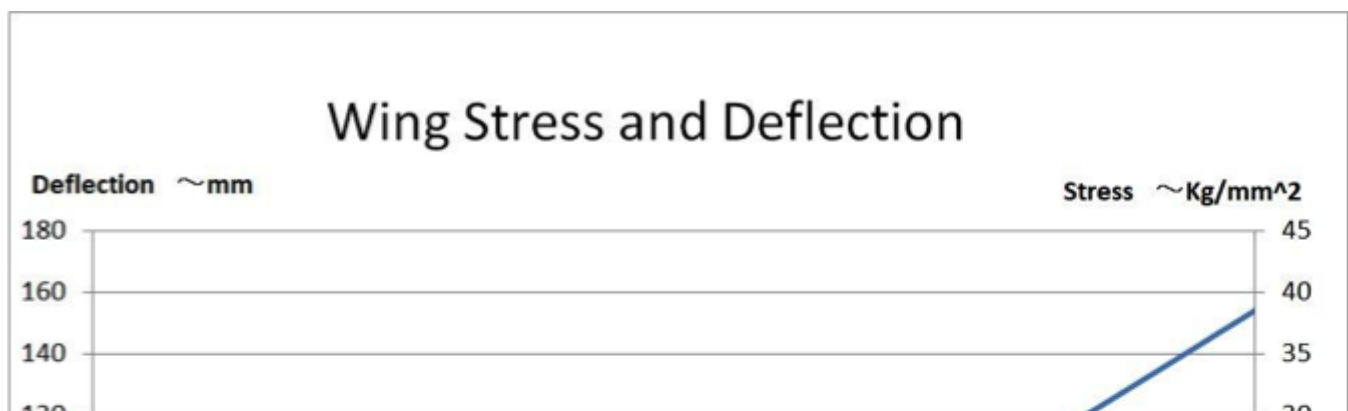 Wing Stress and Deflection
Deflection ～mm
Stress ～Kg/mm^2
180
45
160
40
140
35